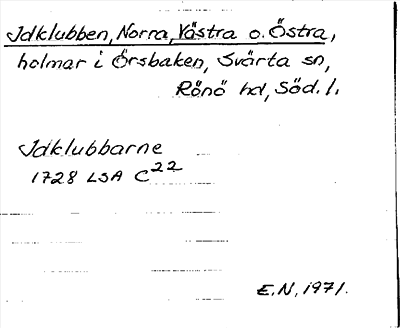 Idklubben, Norra, Västra o. Östra,
holmar i Örsbaken, Svärta sn,
Rönö hd, Söd. l.
Idklubbarne
1728 LSA C22
E.N, 1971.